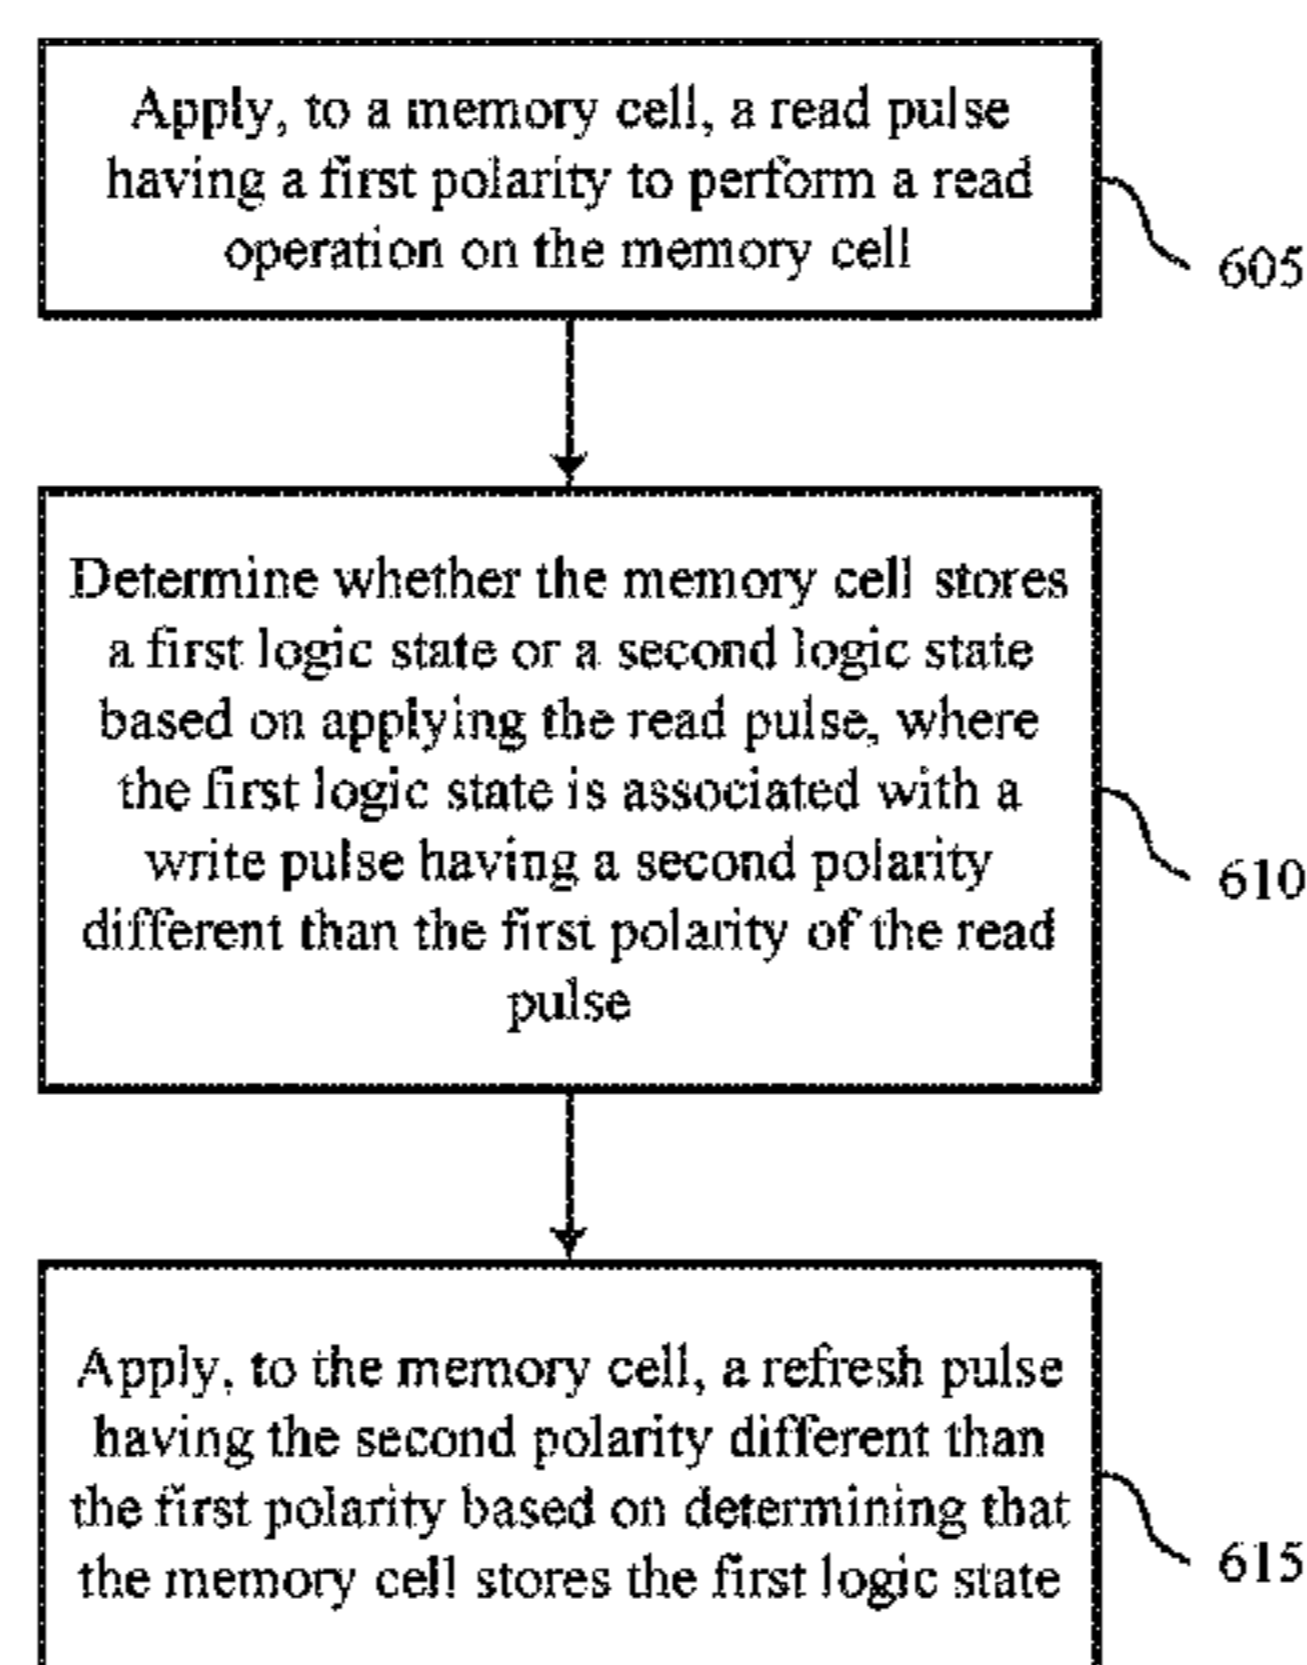 Apply, to a memory cell, a read pulse
having a first polarity to perform a read
operation on the memory cell
605
Determine whether the memory cell stores
a first logic state or a second logic state
based on applying the read pulse, where
the first logic state is associated with a
write pulse having a second polarity
different than the first polarity of the read
pulse
610
Apply, to the memory cell, a refresh pulse
having the second polarity different than
the first polarity based on determining that
the memory cell stores the first logic state
615